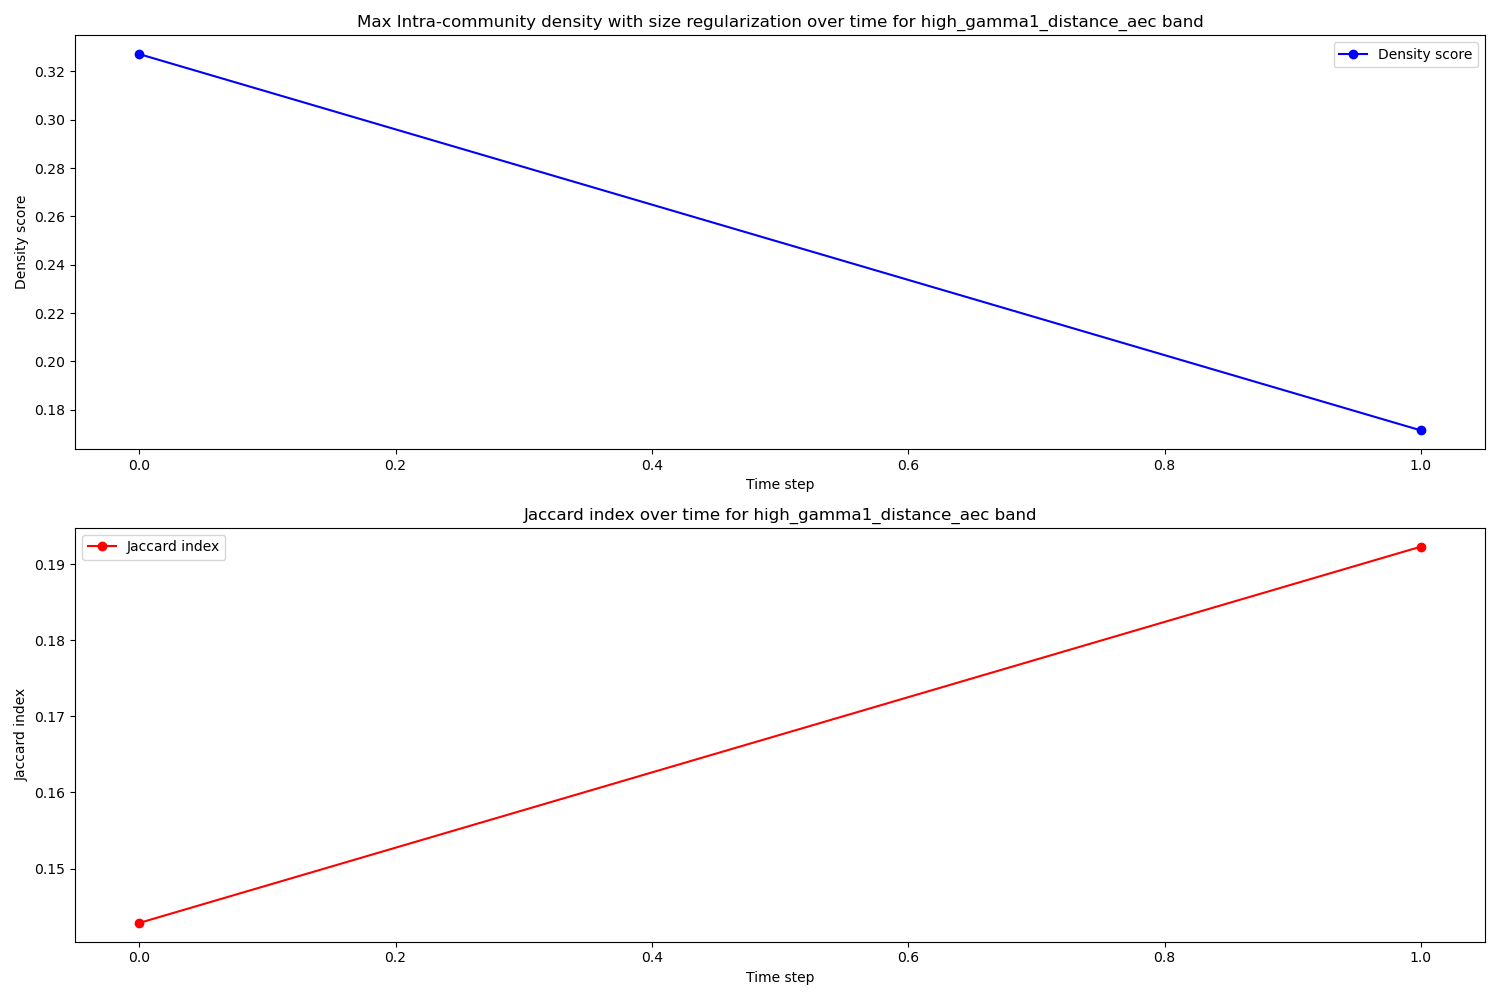 Max Intra-community density with size regularization over time for high_gamma1_distance_aec band
Density score
0.32
0.30
0.28
0.26
0.24
0.22
0.20
0.18
Density score
0.0 0.2 0.4 0.6 0.8 1.0
Time step
Jaccard index over time for high_gamma1_distance_aec band
Jaccard index
0.19
0.18
0.17
0.16
0.15
Jaccard index
0.0 0.2 0.4 0.6 0.8 1.0
Time step